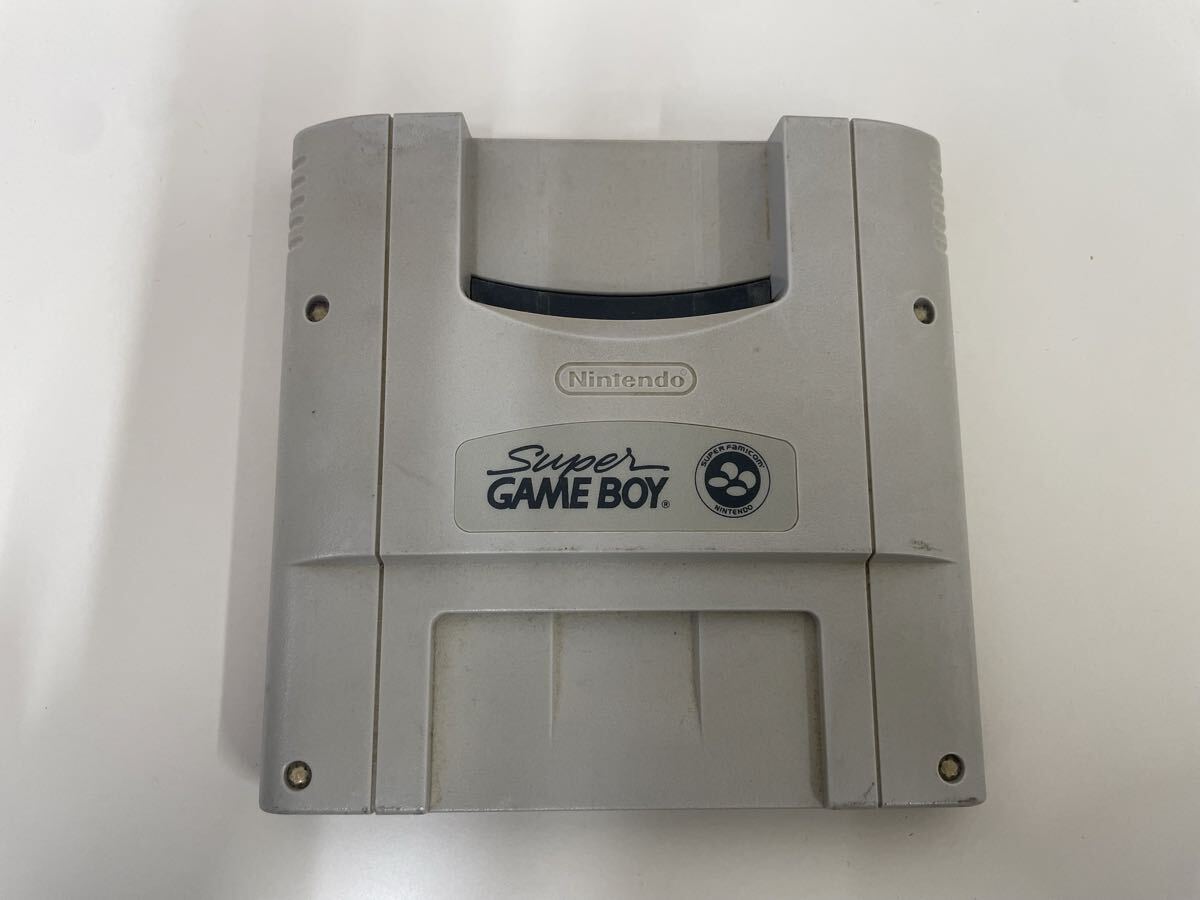 Nintendo®
Super
GAME BOY®
SUPER FAMICOM
NINTENDO